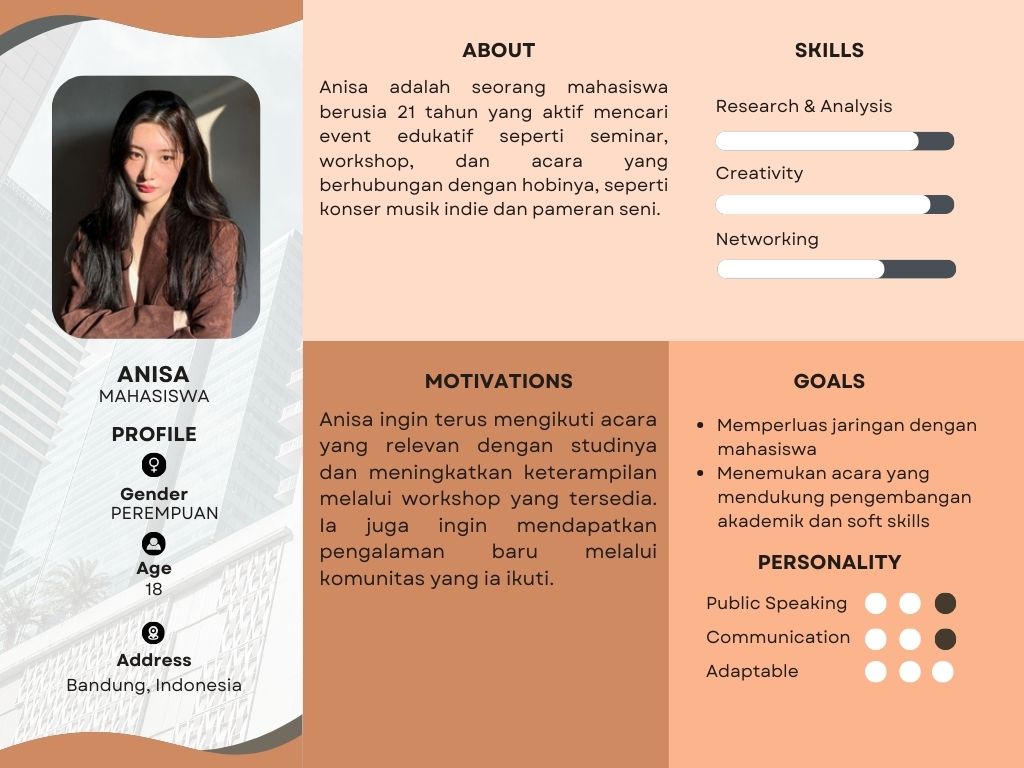 ANISA
MAHASISWA
PROFILE
Gender
PEREMPUAN
Age
18
Address
Bandung, Indonesia
ABOUT
Anisa adalah seorang mahasiswa
berusia 21 tahun yang aktif mencari
event edukatif seperti seminar,
workshop, dan acara yang
berhubungan dengan hobinya, seperti
konser musik indie dan pameran seni.
SKILLS
Research & Analysis
Creativity
Networking
MOTIVATIONS
Anisa ingin terus mengikuti acara
yang relevan dengan studinya
dan meningkatkan keterampilan
melalui workshop yang tersedia.
Ia juga ingin mendapatkan
pengalaman baru melalui
komunitas yang ia ikuti.
GOALS
• Memperluas jaringan dengan
mahasiswa
• Menemukan acara yang
mendukung pengembangan
akademik dan soft skills
PERSONALITY
Public Speaking
Communication
Adaptable